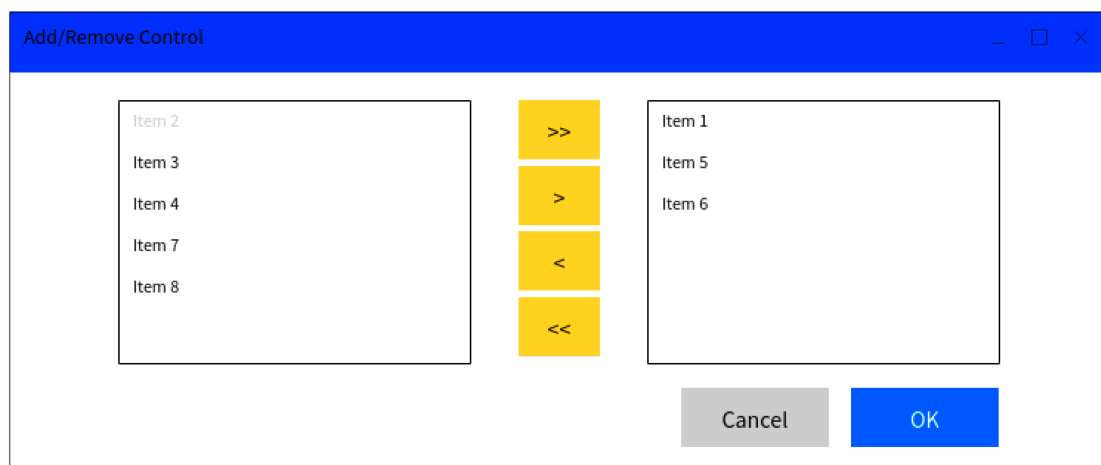 Add/Remove Control
Item 2
Item 3
Item 4
Item 7
Item 8
>>
>
<
<<
Item 1
Item 5
Item 6
Cancel
OK